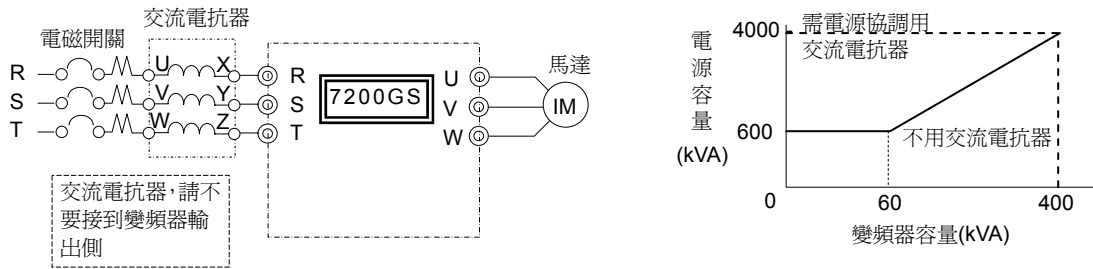 交流電抗器
電磁開關
R
S
T
U X
V Y
W Z
R
S
T
7200GS
U
V
W
馬達
IM
交流電抗器,請不
要接到變頻器輸
出側
電源容量
(kVA)
4000
600
0
需電源協調用
交流電抗器
不用交流電抗器
60
400
變頻器容量(kVA)